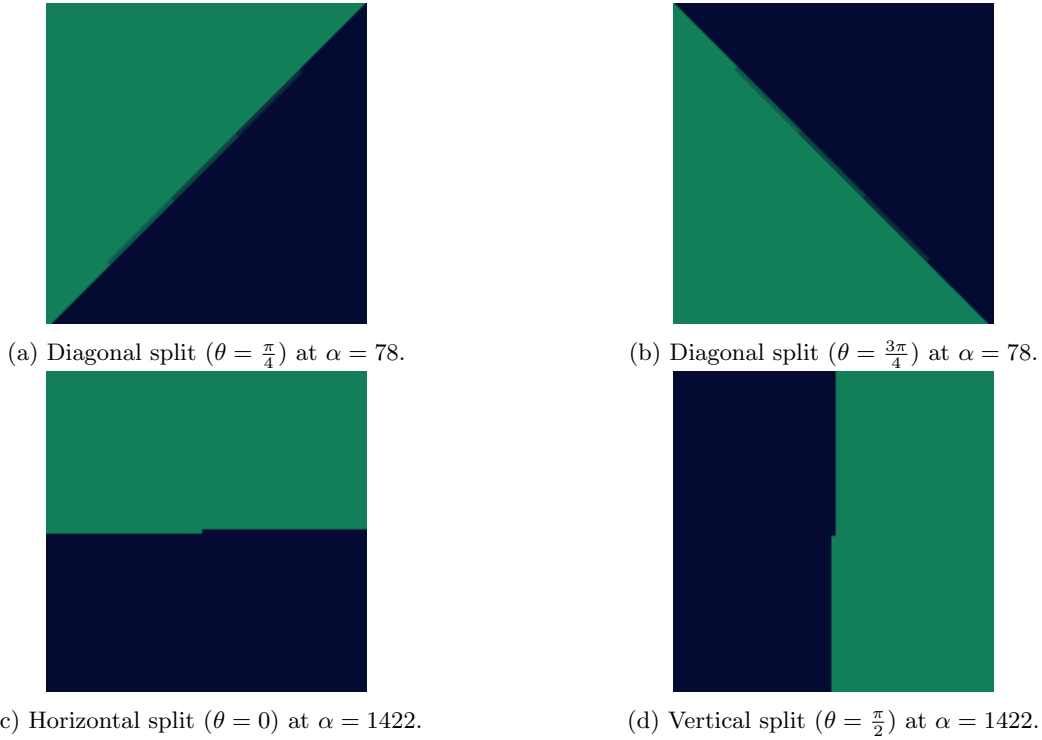 (a) Diagonal split (θ = π/4) at α = 78.
(b) Diagonal split (θ = 3π/4) at α = 78.
c) Horizontal split (θ = 0) at α = 1422.
(d) Vertical split (θ = π/2) at α = 1422.